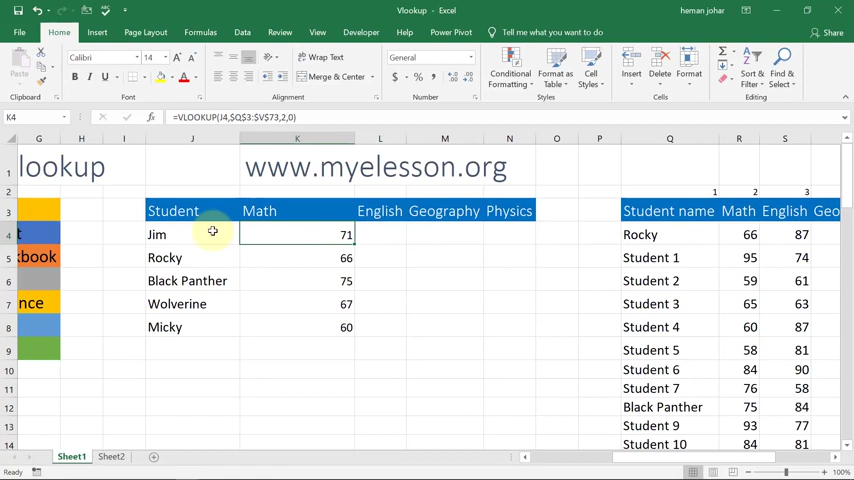 Vlookup - Excel
heman johar
File Home Insert Page Layout Formulas Data Review View Developer Help Power Pivot Tell me what you want to do Share
Paste Calibri 14 Wrap Text General
Conditional Format as Cell Insert Delete Format Sort & Find &
Formatting Table Styles Filter Select
B I U Merge & Center $ % ,
Clipboard Font Alignment Number Styles Cells Editing
K4 fx =VLOOKUP(J4,$Q$3:$V$73,2,0)
G H I J K L M N O P Q R S
1 lookup www.myelesson.org
2 1 2 3
3 Student Math English Geography Physics Student name Math English Geo
4 t Jim 71 Rocky 66 87
5 kbook Rocky 66 Student 1 95 74
6 Black Panther 75 Student 2 59 61
7 nce Wolverine 67 Student 3 65 63
8 Micky 60 Student 4 60 87
9 Student 5 58 81
10 Student 6 84 90
11 Student 7 76 58
12 Black Panther 75 84
13 Student 9 93 77
14 Student 10 84 81
Sheet1 Sheet2
Ready 100%